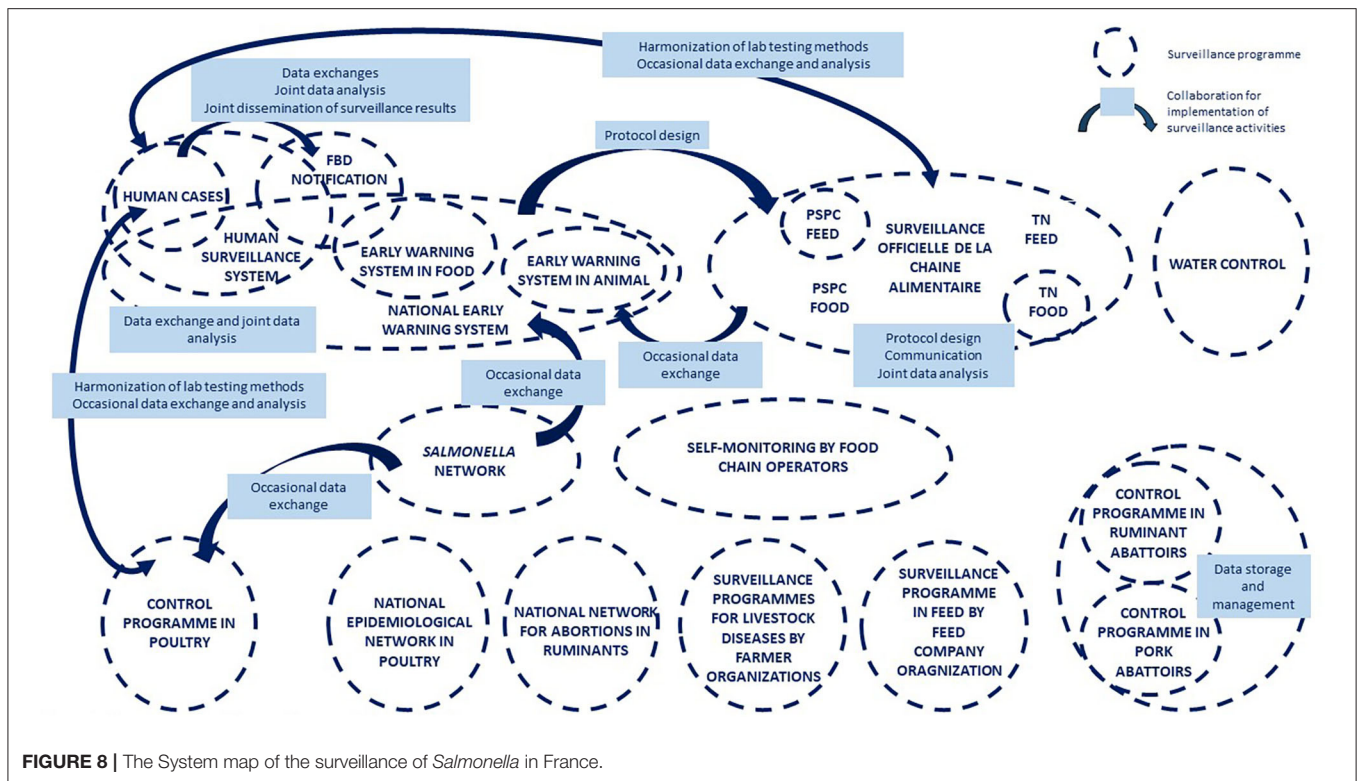 Harmonization of lab testing methods
Occasional data exchange and analysis
Surveillance programme
Data exchanges
Joint data analysis
Joint dissemination of surveillance results
Collaboration for
implementation of
surveillance activities
Protocol design
FBD
NOTIFICATION
HUMAN CASES
PSPC
FEED
SURVEILLANCE
OFFICIELLE DE LA
CHAINE
ALIMENTAIRE
TN
FEED
HUMAN
SURVEILLANCE
SYSTEM
EARLY WARNING
SYSTEM IN FOOD
EARLY WARNING
SYSTEM IN ANIMAL
WATER CONTROL
PSPC
FOOD
TN
FOOD
NATIONAL EARLY
WARNING SYSTEM
Data exchange and joint data
analysis
Protocol design
Communication
Joint data analysis
Occasional data
exchange
Occasional data
exchange
Harmonization of lab testing methods
Occasional data exchange and analysis
SALMONELLA
NETWORK
SELF-MONITORING BY FOOD
CHAIN OPERATORS
Occasional data
exchange
CONTROL
PROGRAMME IN
RUMINANT
ABATTOIRS
Data storage
and
management
CONTROL
PROGRAMME IN
PORK
ABATTOIRS
CONTROL
PROGRAMME IN
POULTRY
NATIONAL
EPIDEMIOLOGICAL
NETWORK IN
POULTRY
NATIONAL NETWORK
FOR ABORTIONS IN
RUMINANTS
SURVEILLANCE
PROGRAMMES
FOR LIVESTOCK
DISEASES BY
FARMER
ORGANIZATIONS
SURVEILLANCE
PROGRAMME
IN FEED BY
FEED
COMPANY
ORAGNIZATION
FIGURE 8 | The System map of the surveillance of Salmonella in France.